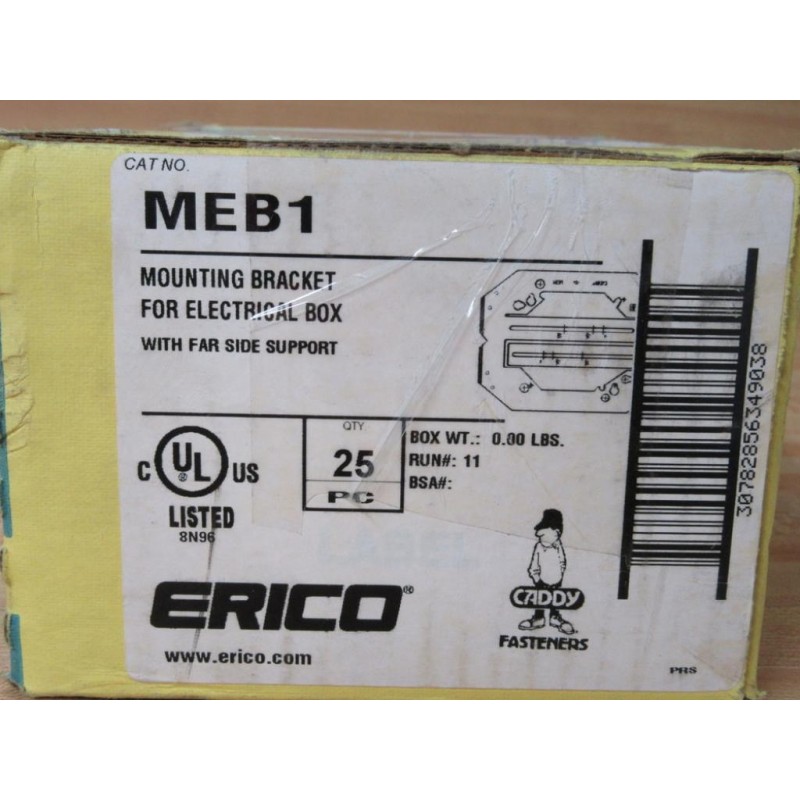 CAT NO.
MEB1
MOUNTING BRACKET
FOR ELECTRICAL BOX
WITH FAR SIDE SUPPORT
C UL ® US
LISTED
8N96
QTY
25
PC
BOX WT.: 0.00 LBS.
RUN#: 11
BSA#:
30782856349038
ERICO®
www.erico.com
CADDY
FASTENERS
PRS